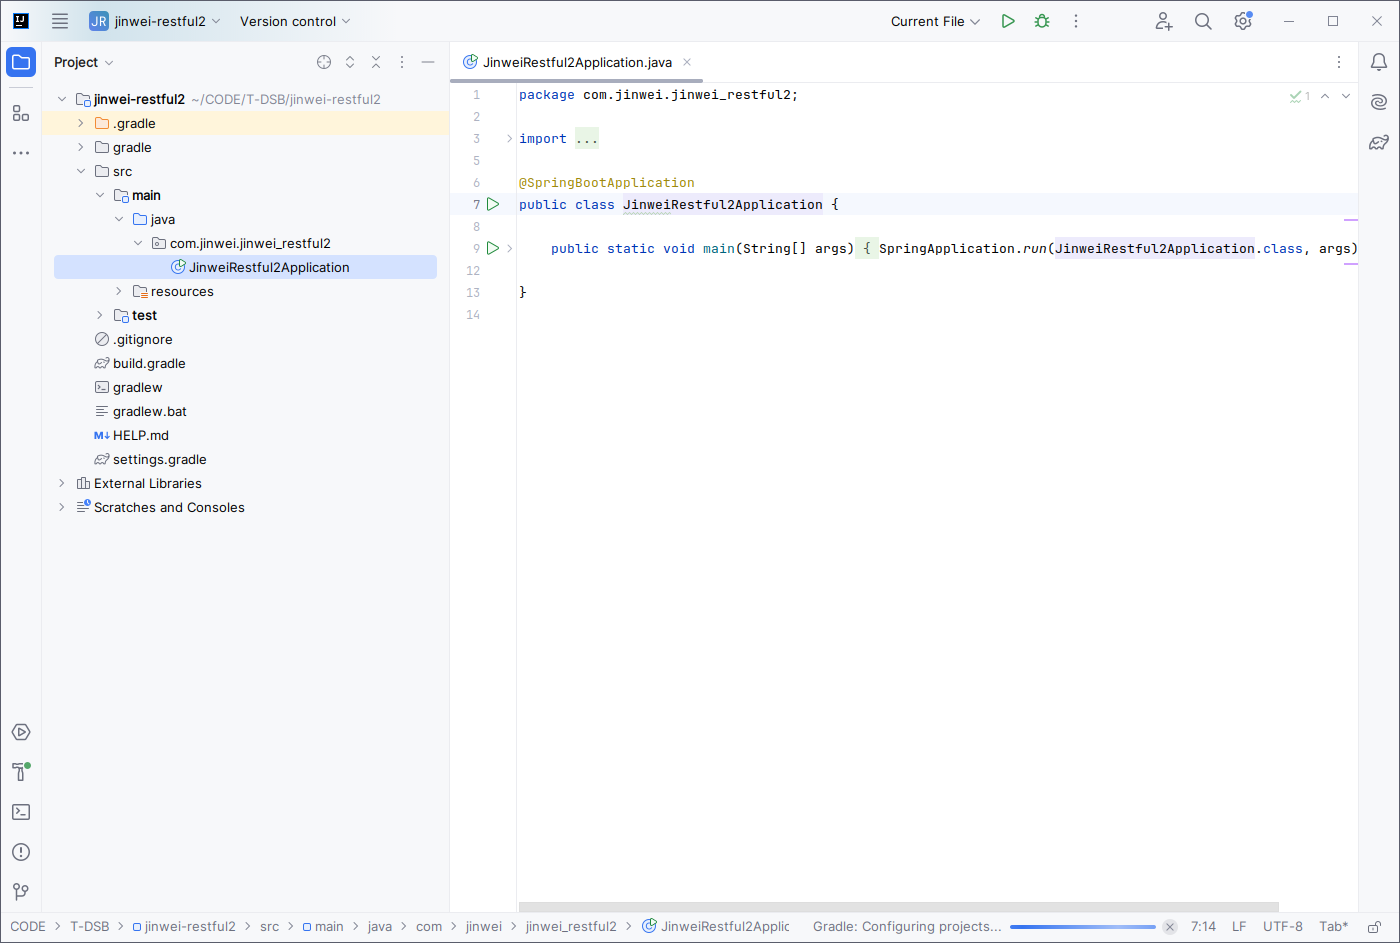 JR jinwei-restful2 Version control Current File
Project
JinweiRestful2Application.java
jinwei-restful2 ~/CODE/T-DSB/jinwei-restful2
.gradle
gradle
src
main
java
com.jinwei.jinwei_restful2
JinweiRestful2Application
resources
test
.gitignore
build.gradle
gradlew
gradlew.bat
M↓ HELP.md
settings.gradle
External Libraries
Scratches and Consoles
1 package com.jinwei.jinwei_restful2;
2
3 import ...
5
6 @SpringBootApplication
7 public class JinweiRestful2Application {
8
9 public static void main(String[] args) { SpringApplication.run(JinweiRestful2Application.class, args)
12
13 }
14
1
CODE > T-DSB > jinwei-restful2 > src > main > java > com > jinwei > jinwei_restful2 > JinweiRestful2Applic Gradle: Configuring projects... 7:14 LF UTF-8 Tab*